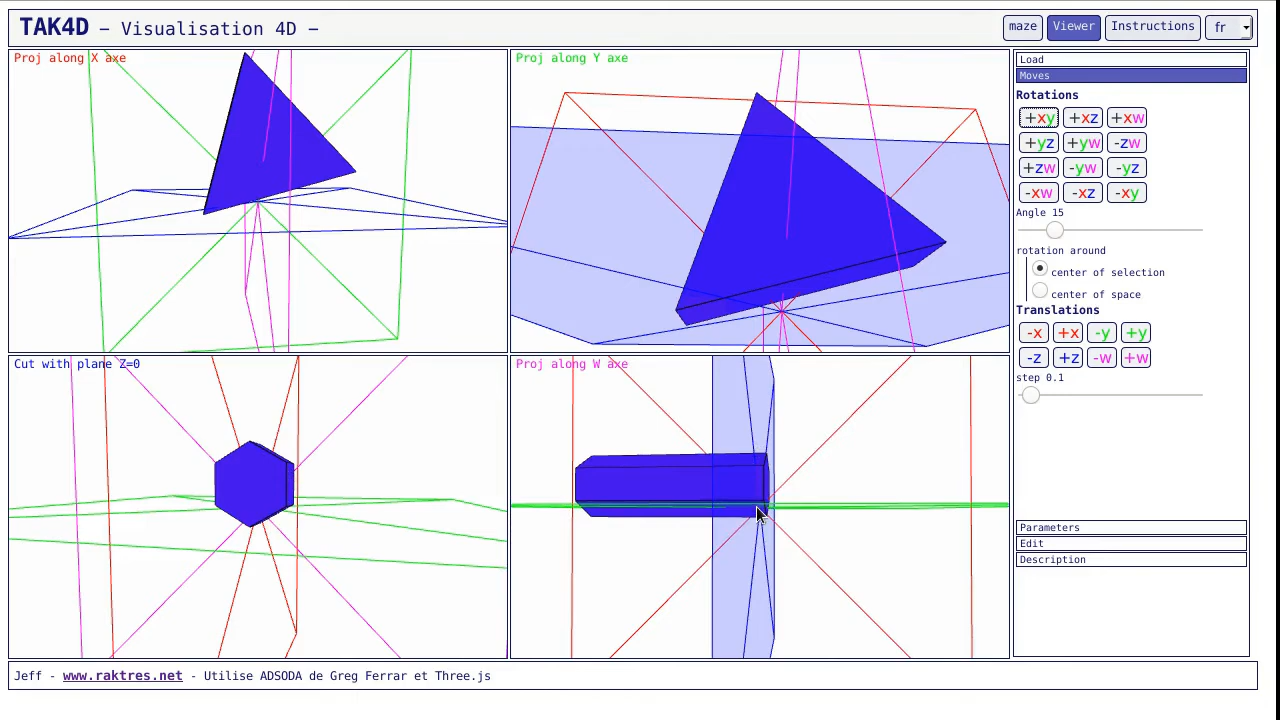 TAK4D – Visualisation 4D –
maze Viewer Instructions fr
Proj along X axe
Proj along Y axe
Cut with plane Z=0
Proj along W axe
Load
Moves
Rotations
+xy +xz +xw
+yz +yw -zw
+zw -yw -yz
-xw -xz -xy
Angle 15
rotation around
center of selection
center of space
Translations
-x +x -y +y
-z +z -w +w
step 0.1
Parameters
Edit
Description
Jeff - www.raktres.net - Utilise ADSODA de Greg Ferrar et Three.js